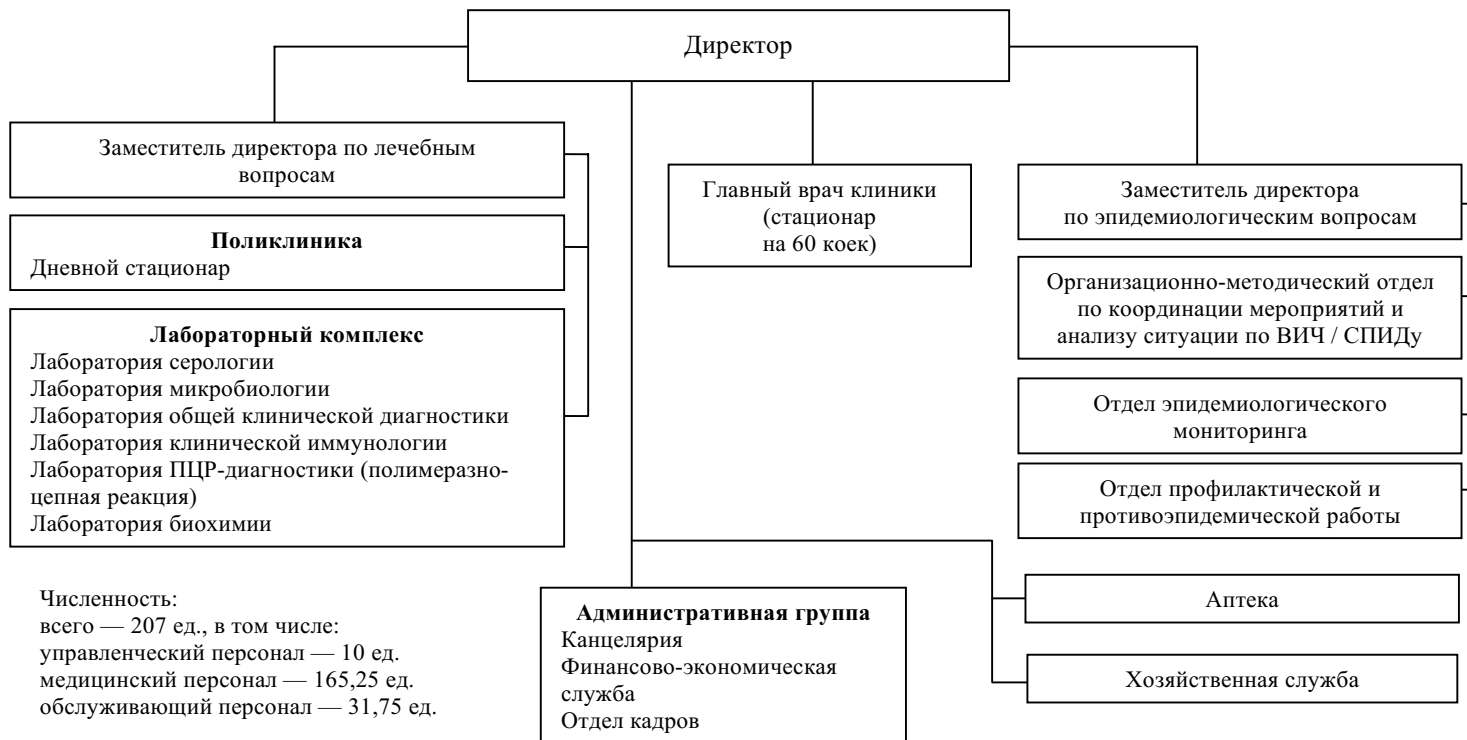 Директор
Заместитель директора по лечебным
вопросам
Поликлиника
Дневной стационар
Лабораторный комплекс
Лаборатория серологии
Лаборатория микробиологии
Лаборатория общей клинической диагностики
Лаборатория клинической иммунологии
Лаборатория ПЦР-диагностики (полимеразно-
цепная реакция)
Лаборатория биохимии
Главный врач клиники
(стационар
на 60 коек)
Заместитель директора
по эпидемиологическим вопросам
Организационно-методический отдел
по координации мероприятий и
анализу ситуации по ВИЧ / СПИДу
Отдел эпидемиологического
мониторинга
Отдел профилактической и
противоэпидемической работы
Аптека
Хозяйственная служба
Административная группа
Канцелярия
Финансово-экономическая
служба
Отдел кадров
Численность:
всего — 207 ед., в том числе:
управленческий персонал — 10 ед.
медицинский персонал — 165,25 ед.
обслуживающий персонал — 31,75 ед.